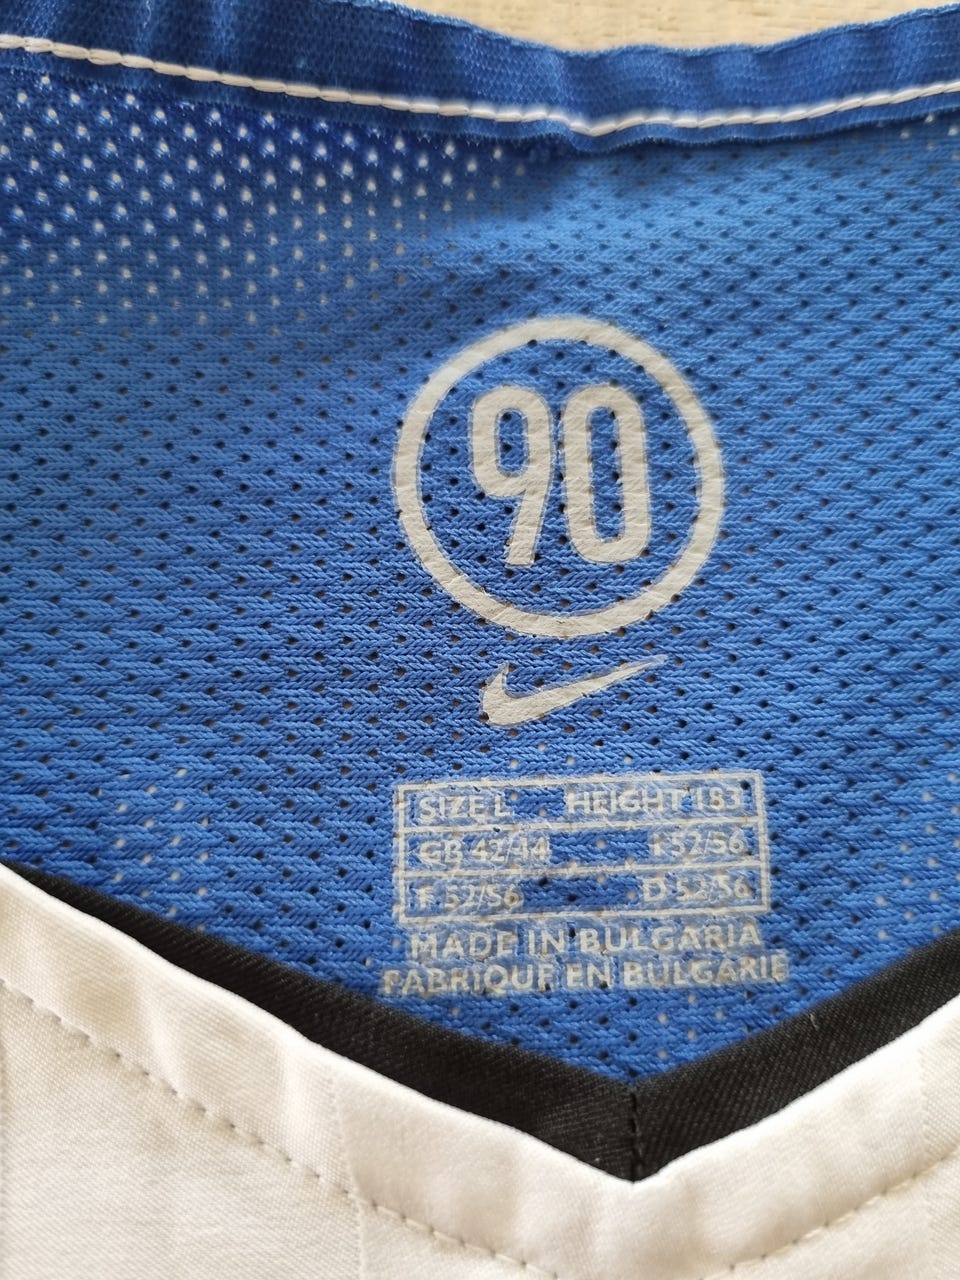 90
SIZE L HEIGHT 183
GB 42/44 I 52/56
F 52/56 D 52/56
MADE IN BULGARIA
FABRIQUE EN BULGARIE